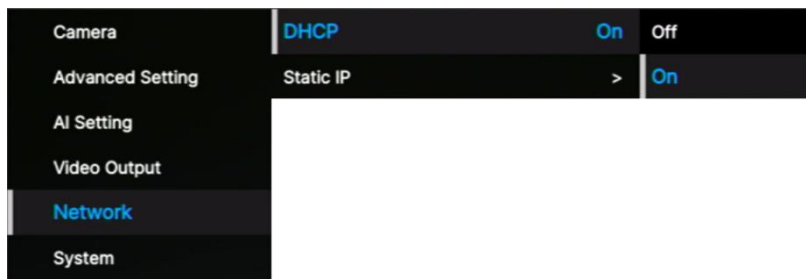 Camera
DHCP On
Off
Advanced Setting
Static IP >
On
AI Setting
Video Output
Network
System